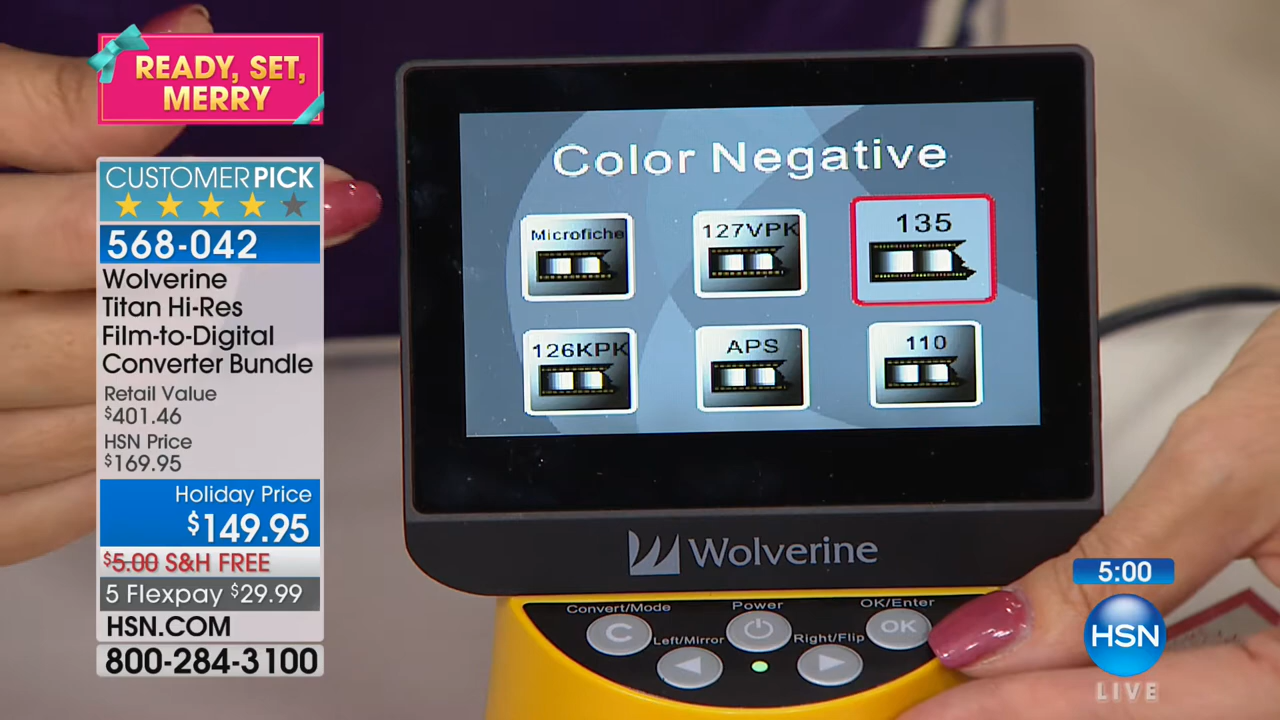 READY, SET,
MERRY
CUSTOMER PICK
568-042
Wolverine
Titan Hi-Res
Film-to-Digital
Converter Bundle
Retail Value
$401.46
HSN Price
$169.95
Holiday Price
$149.95
$5.00 S&H FREE
5 Flexpay $29.99
HSN.COM
800-284-3100
Color Negative
Microfiche
127VPK
135
126KPK
APS
110
Wolverine
Convert/Mode
Power
OK/Enter
C
Left/Mirror
Right/Flip
OK
5:00
HSN
LIVE